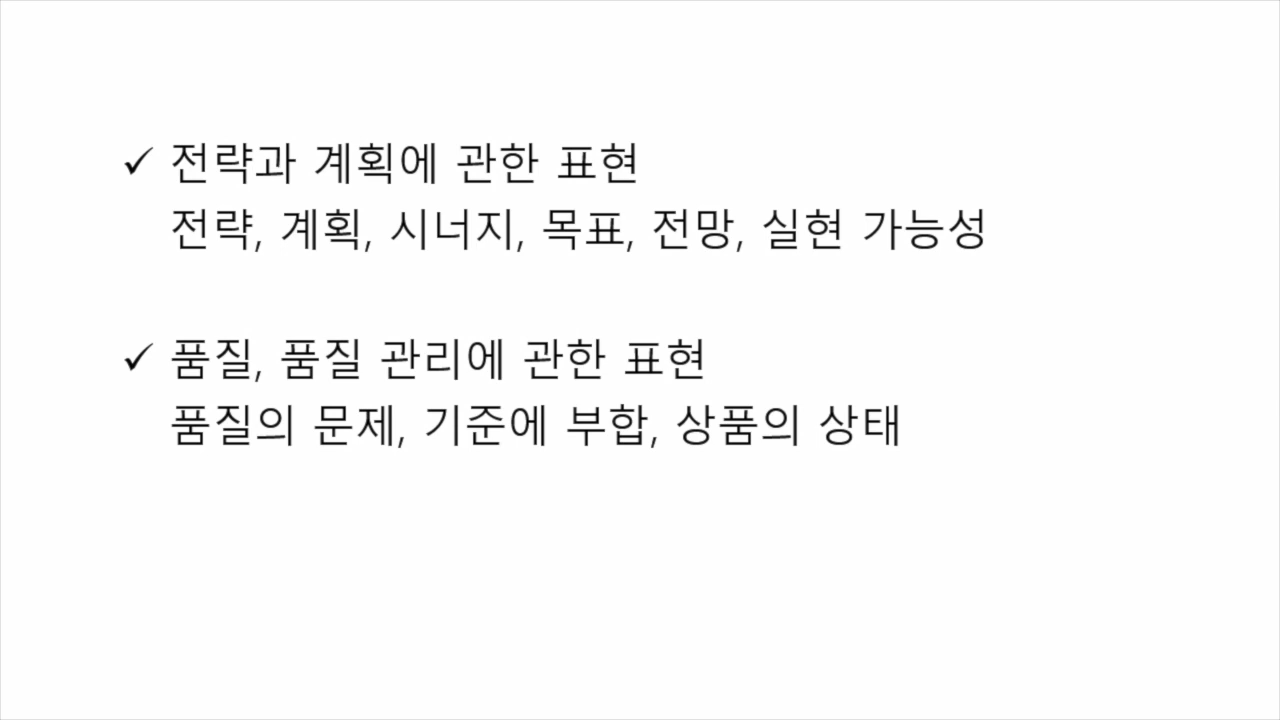 ✓ 전략과 계획에 관한 표현
전략, 계획, 시너지, 목표, 전망, 실현 가능성
✓ 품질, 품질 관리에 관한 표현
품질의 문제, 기준에 부합, 상품의 상태